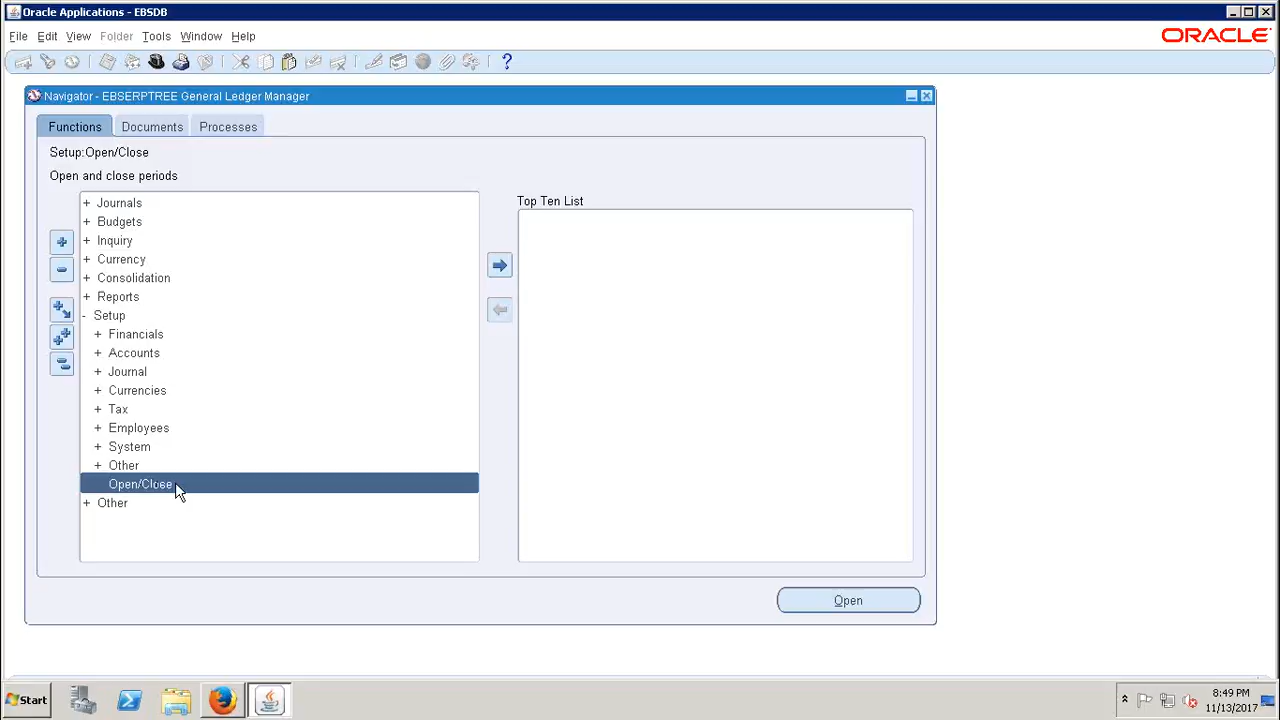 Oracle Applications - EBSDB
File Edit View Folder Tools Window Help
ORACLE
Navigator - EBSERPTREE General Ledger Manager
Functions Documents Processes
Setup:Open/Close
Open and close periods
Top Ten List
+ Journals
+ Budgets
+ Inquiry
+ Currency
+ Consolidation
+ Reports
- Setup
+ Financials
+ Accounts
+ Journal
+ Currencies
+ Tax
+ Employees
+ System
+ Other
Open/Close
+ Other
Open
Start
8:49 PM
11/13/2017